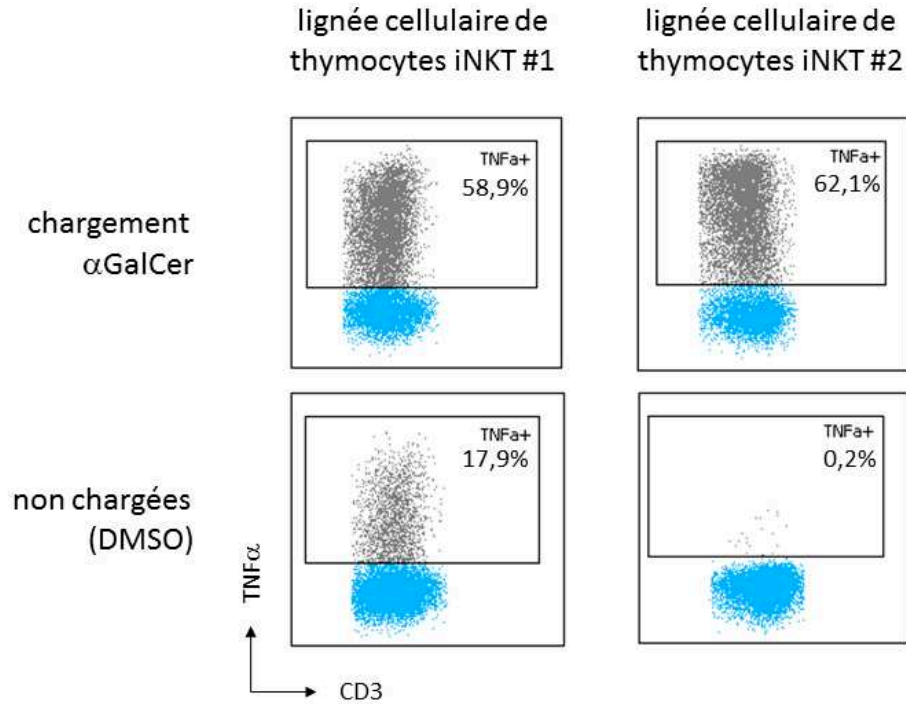 lignée cellulaire de
thymocytes iNKT #1
lignée cellulaire de
thymocytes iNKT #2
chargement
αGalCer
TNFa+
58,9%
TNFa+
62,1%
non chargées
(DMSO)
TNFa+
17,9%
TNFa+
0,2%
TNFα
CD3